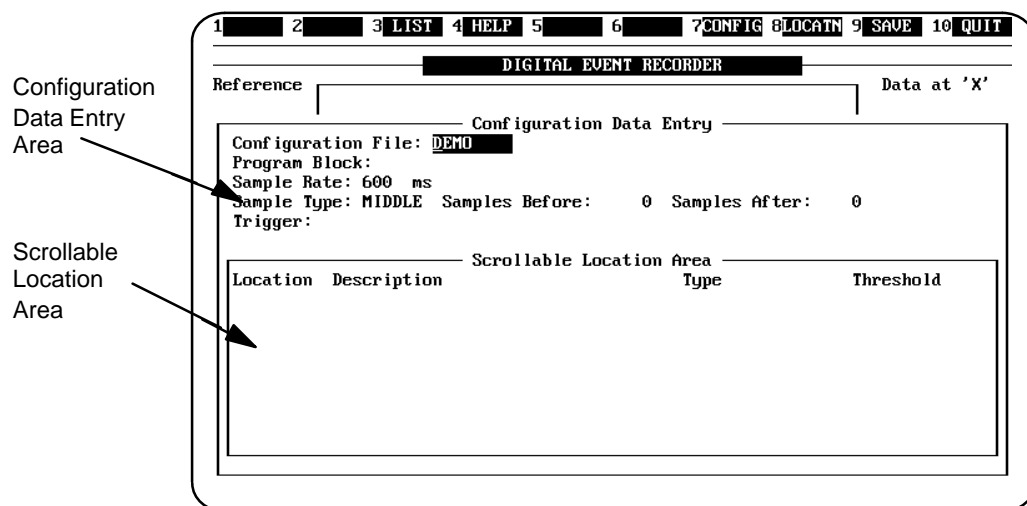 1 2 3 LIST 4 HELP 5 6 7CONFIG 8LOCATN 9 SAVE 10 QUIT
DIGITAL EVENT RECORDER
Reference Data at 'X'
Configuration Data Entry
Configuration File: DEMO
Program Block:
Sample Rate: 600 ms
Sample Type: MIDDLE Samples Before: 0 Samples After: 0
Trigger:
Scrollable Location Area
Location Description Type Threshold
Configuration
Data Entry
Area
Scrollable
Location
Area